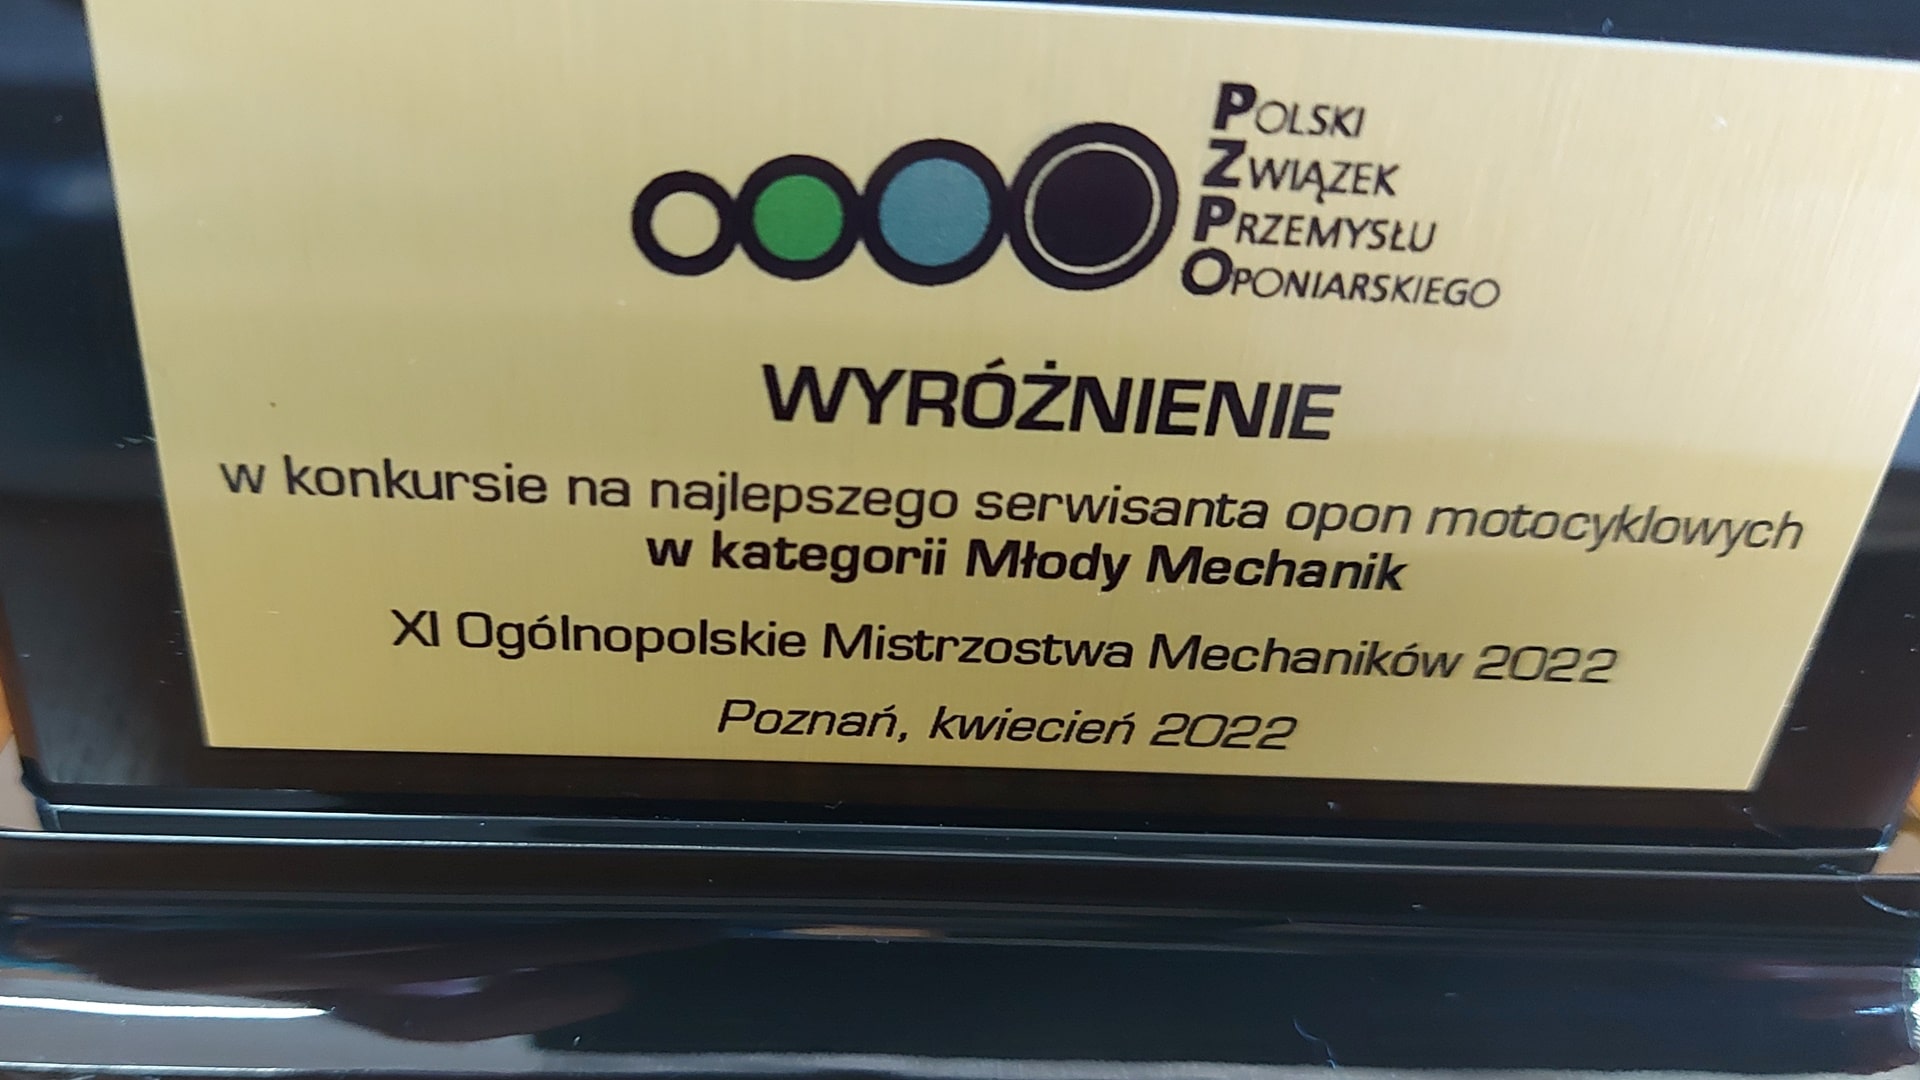 POLSKI
ZWIĄZEK
PRZEMYSŁU
OPONIARSKIEGO
WYRÓŻNIENIE
w konkursie na najlepszego serwisanta opon motocyklowych
w kategorii Młody Mechanik
XI Ogólnopolskie Mistrzostwa Mechaników 2022
Poznań, kwiecień 2022